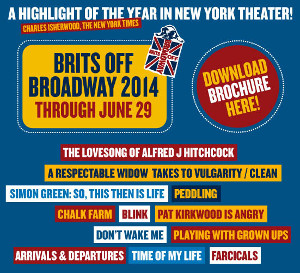 A HIGHLIGHT OF THE YEAR IN NEW YORK THEATER!
CHARLES ISHERWOOD, THE NEW YORK TIMES
BRITS OFF
BROADWAY 2014
THROUGH JUNE 29
DOWNLOAD
BROCHURE
HERE!
THE LOVESONG OF ALFRED J HITCHCOCK
A RESPECTABLE WIDOW TAKES TO VULGARITY / CLEAN
SIMON GREEN: SO, THIS THEN IS LIFE PEDDLING
CHALK FARM BLINK PAT KIRKWOOD IS ANGRY
DON'T WAKE ME PLAYING WITH GROWN UPS
ARRIVALS & DEPARTURES TIME OF MY LIFE FARCICALS